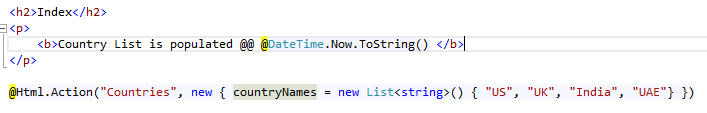 <h2>Index</h2>
<p>
<b>Country List is populated @@ @DateTime.Now.ToString() </b>
</p>
@Html.Action("Countries", new { countryNames = new List<string>() { "US", "UK", "India", "UAE"} })